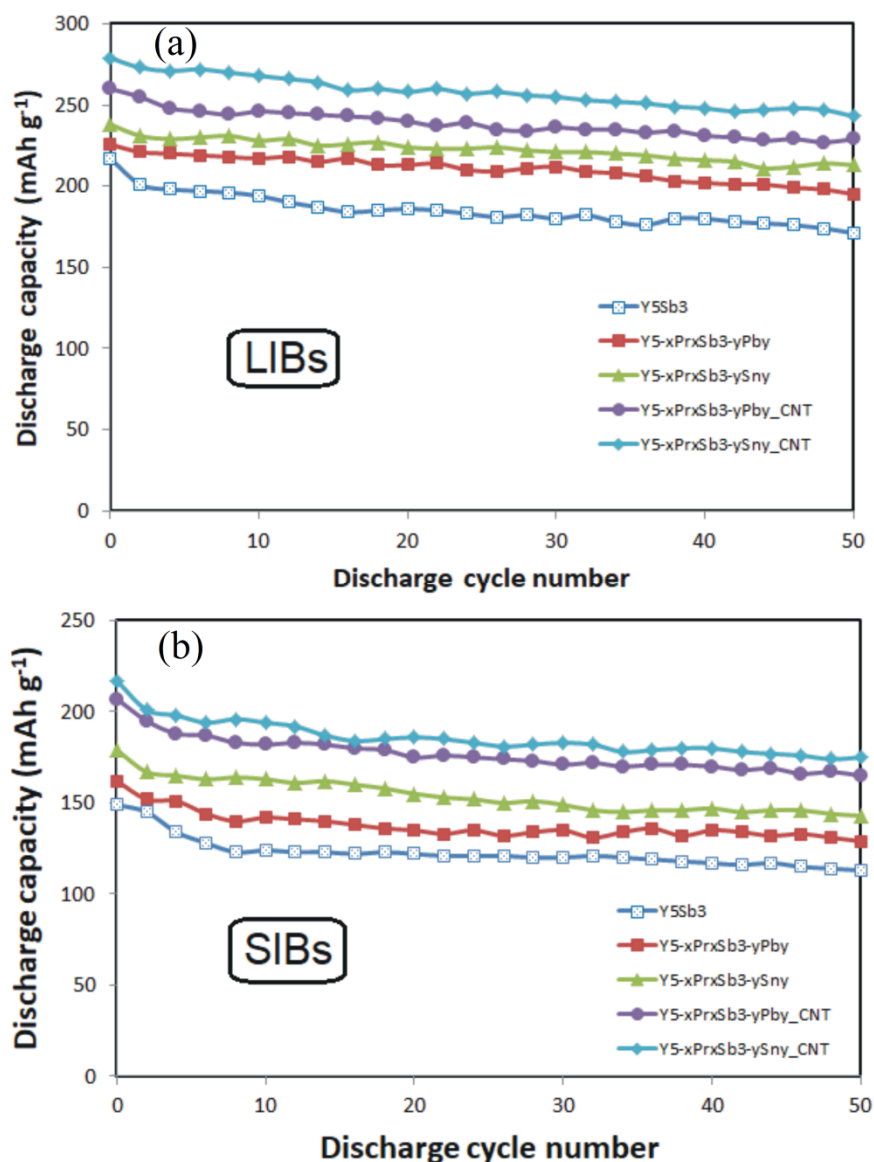 (a)
Discharge capacity (mAh g-1)
300
250
200
150
100
50
0
LIBs
Y5Sb3
Y5-xPrxSb3-yPby
Y5-xPrxSb3-ySny
Y5-xPrxSb3-yPby_CNT
Y5-xPrxSb3-ySny_CNT
0 10 20 30 40 50
Discharge cycle number
(b)
Discharge capacity (mAh g-1)
250
200
150
100
50
0
SIBs
Y5Sb3
Y5-xPrxSb3-yPby
Y5-xPrxSb3-ySny
Y5-xPrxSb3-yPby_CNT
Y5-xPrxSb3-ySny_CNT
0 10 20 30 40 50
Discharge cycle number